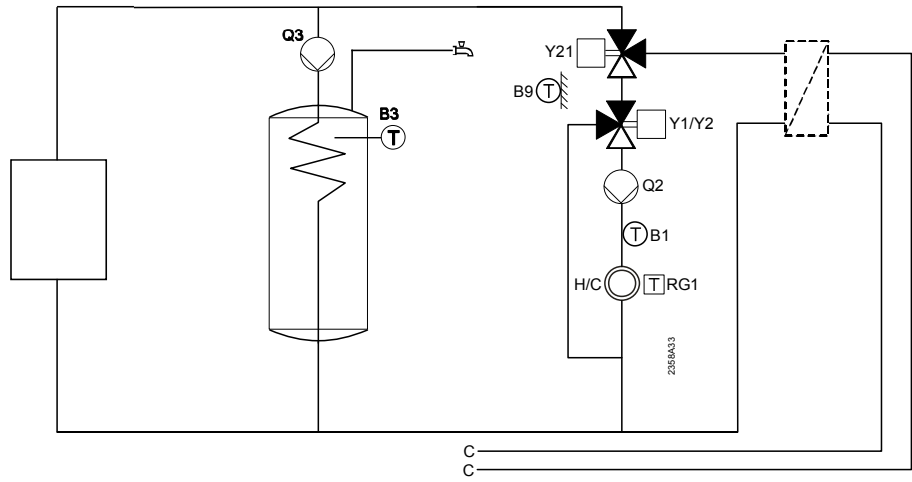 Q3
Y21
B9 T
B3
T
Y1/Y2
Q2
T B1
H/C T RG1
2358A33
C
C